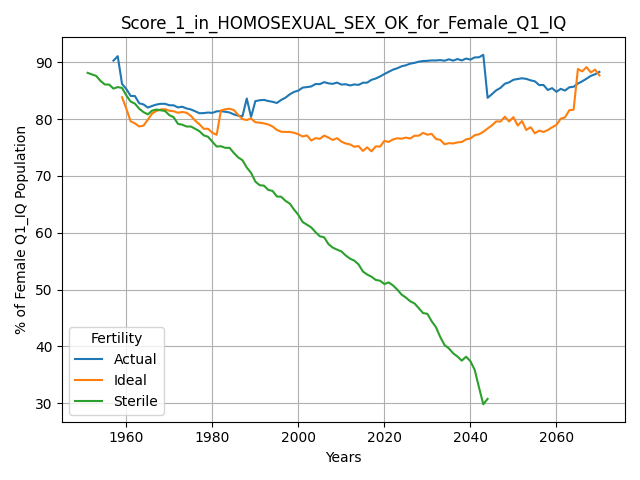 Score_1_in_HOMOSEXUAL_SEX_OK_for_Female_Q1_IQ
% of Female Q1_IQ Population
90
80
70
60
50
40
30
Fertility
Actual
Ideal
Sterile
1960 1980 2000 2020 2040 2060
Years